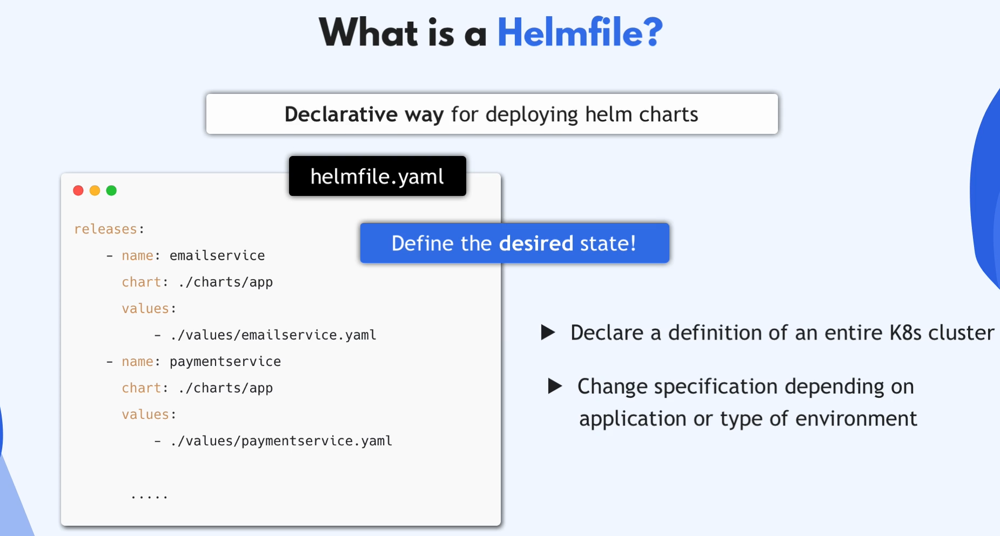 What is a Helmfile?
Declarative way for deploying helm charts
helmfile.yaml
Define the desired state!
releases:
- name: emailservice
chart: ./charts/app
values:
- ./values/emailservice.yaml
- name: paymentservice
chart: ./charts/app
values:
- ./values/paymentservice.yaml
.....
▶ Declare a definition of an entire K8s cluster
▶ Change specification depending on
application or type of environment